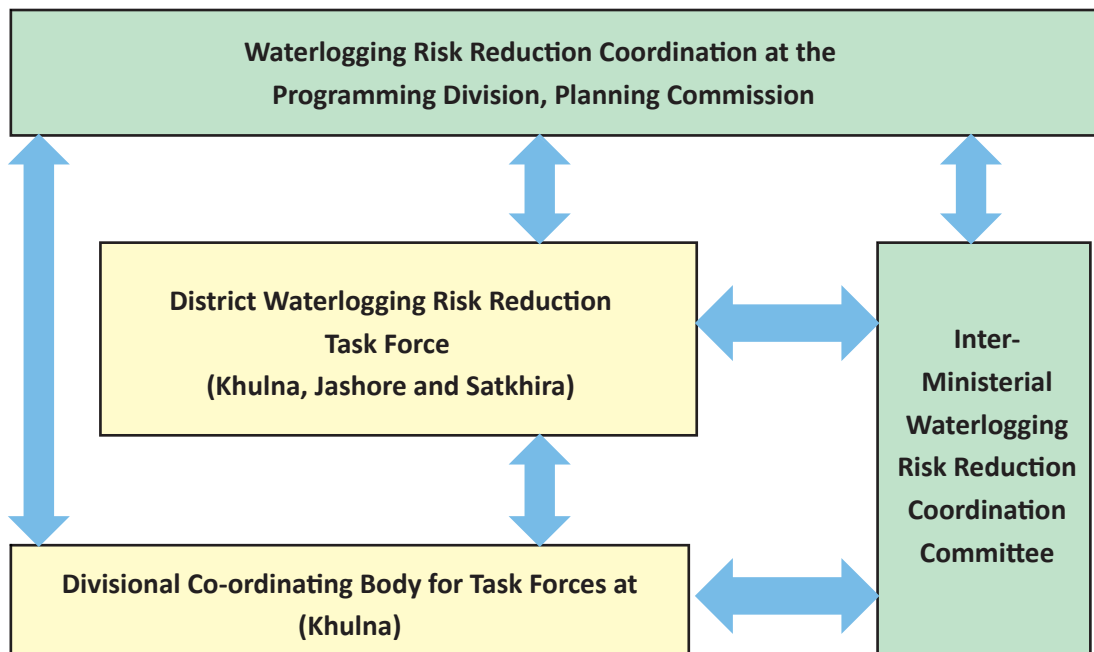 Waterlogging Risk Reduction Coordination at the
Programming Division, Planning Commission
District Waterlogging Risk Reduction
Task Force
(Khulna, Jashore and Satkhira)
Inter-
Ministerial
Waterlogging
Risk Reduction
Coordination
Committee
Divisional Co-ordinating Body for Task Forces at
(Khulna)